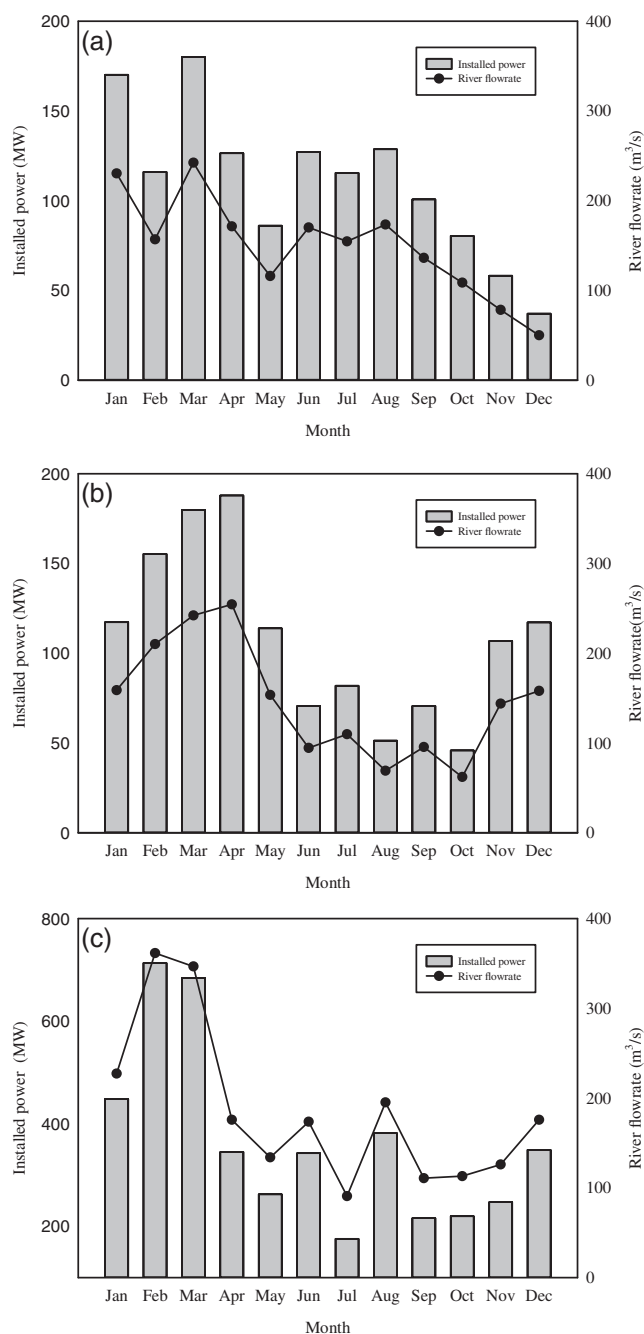 (a)
Installed power
River flowrate
Installed power (MW)
River flowrate (m³/s)
200
150
100
50
0
400
300
200
100
0
Jan Feb Mar Apr May Jun Jul Aug Sep Oct Nov Dec
Month
(b)
Installed power
River flowrate
Installed power (MW)
River flowrate(m³/s)
200
150
100
50
0
400
300
200
100
0
Jan Feb Mar Apr May Jun Jul Aug Sep Oct Nov Dec
Month
(c)
Installed power
River flowrate
Installed power (MW)
River flowrate (m³/s)
800
600
400
200
400
300
200
100
0
Jan Feb Mar Apr May Jun Jul Aug Sep Oct Nov Dec
Month